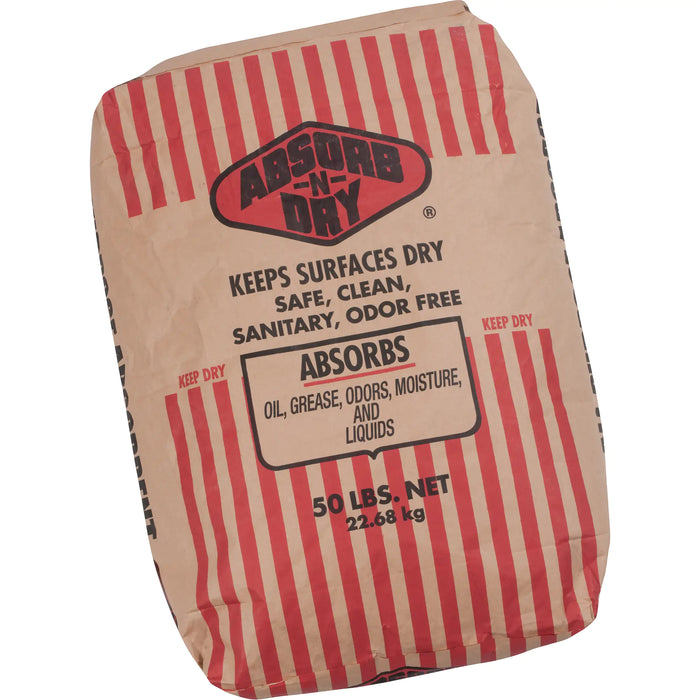 ABSORB
-N-
DRY
®
KEEPS SURFACES DRY
SAFE, CLEAN,
SANITARY, ODOR FREE
KEEP DRY
KEEP DRY
ABSORBS
OIL, GREASE, ODORS, MOISTURE,
AND
LIQUIDS
50 LBS. NET
22.68 kg